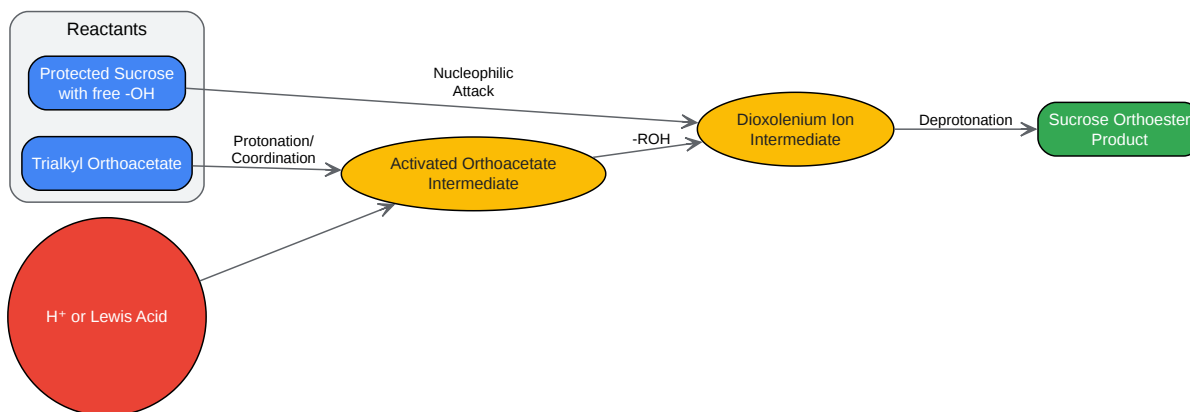 Reactants
Protected Sucrose
with free -OH
Trialkyl Orthoacetate
H⁺ or Lewis Acid
Protonation/
Coordination
Activated Orthoacetate
Intermediate
Nucleophilic
Attack
-ROH
Dioxolenium Ion
Intermediate
Deprotonation
Sucrose Orthoester
Product